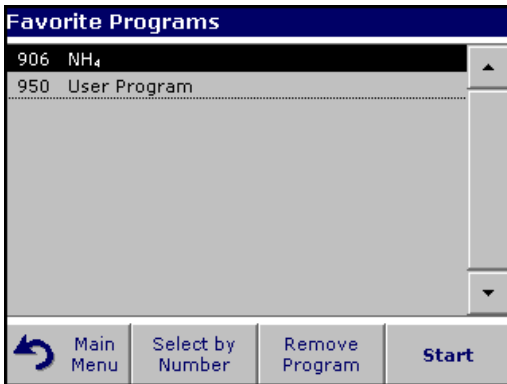 Favorite Programs
906 NH₄
950 User Program
Main Menu
Select by Number
Remove Program
Start